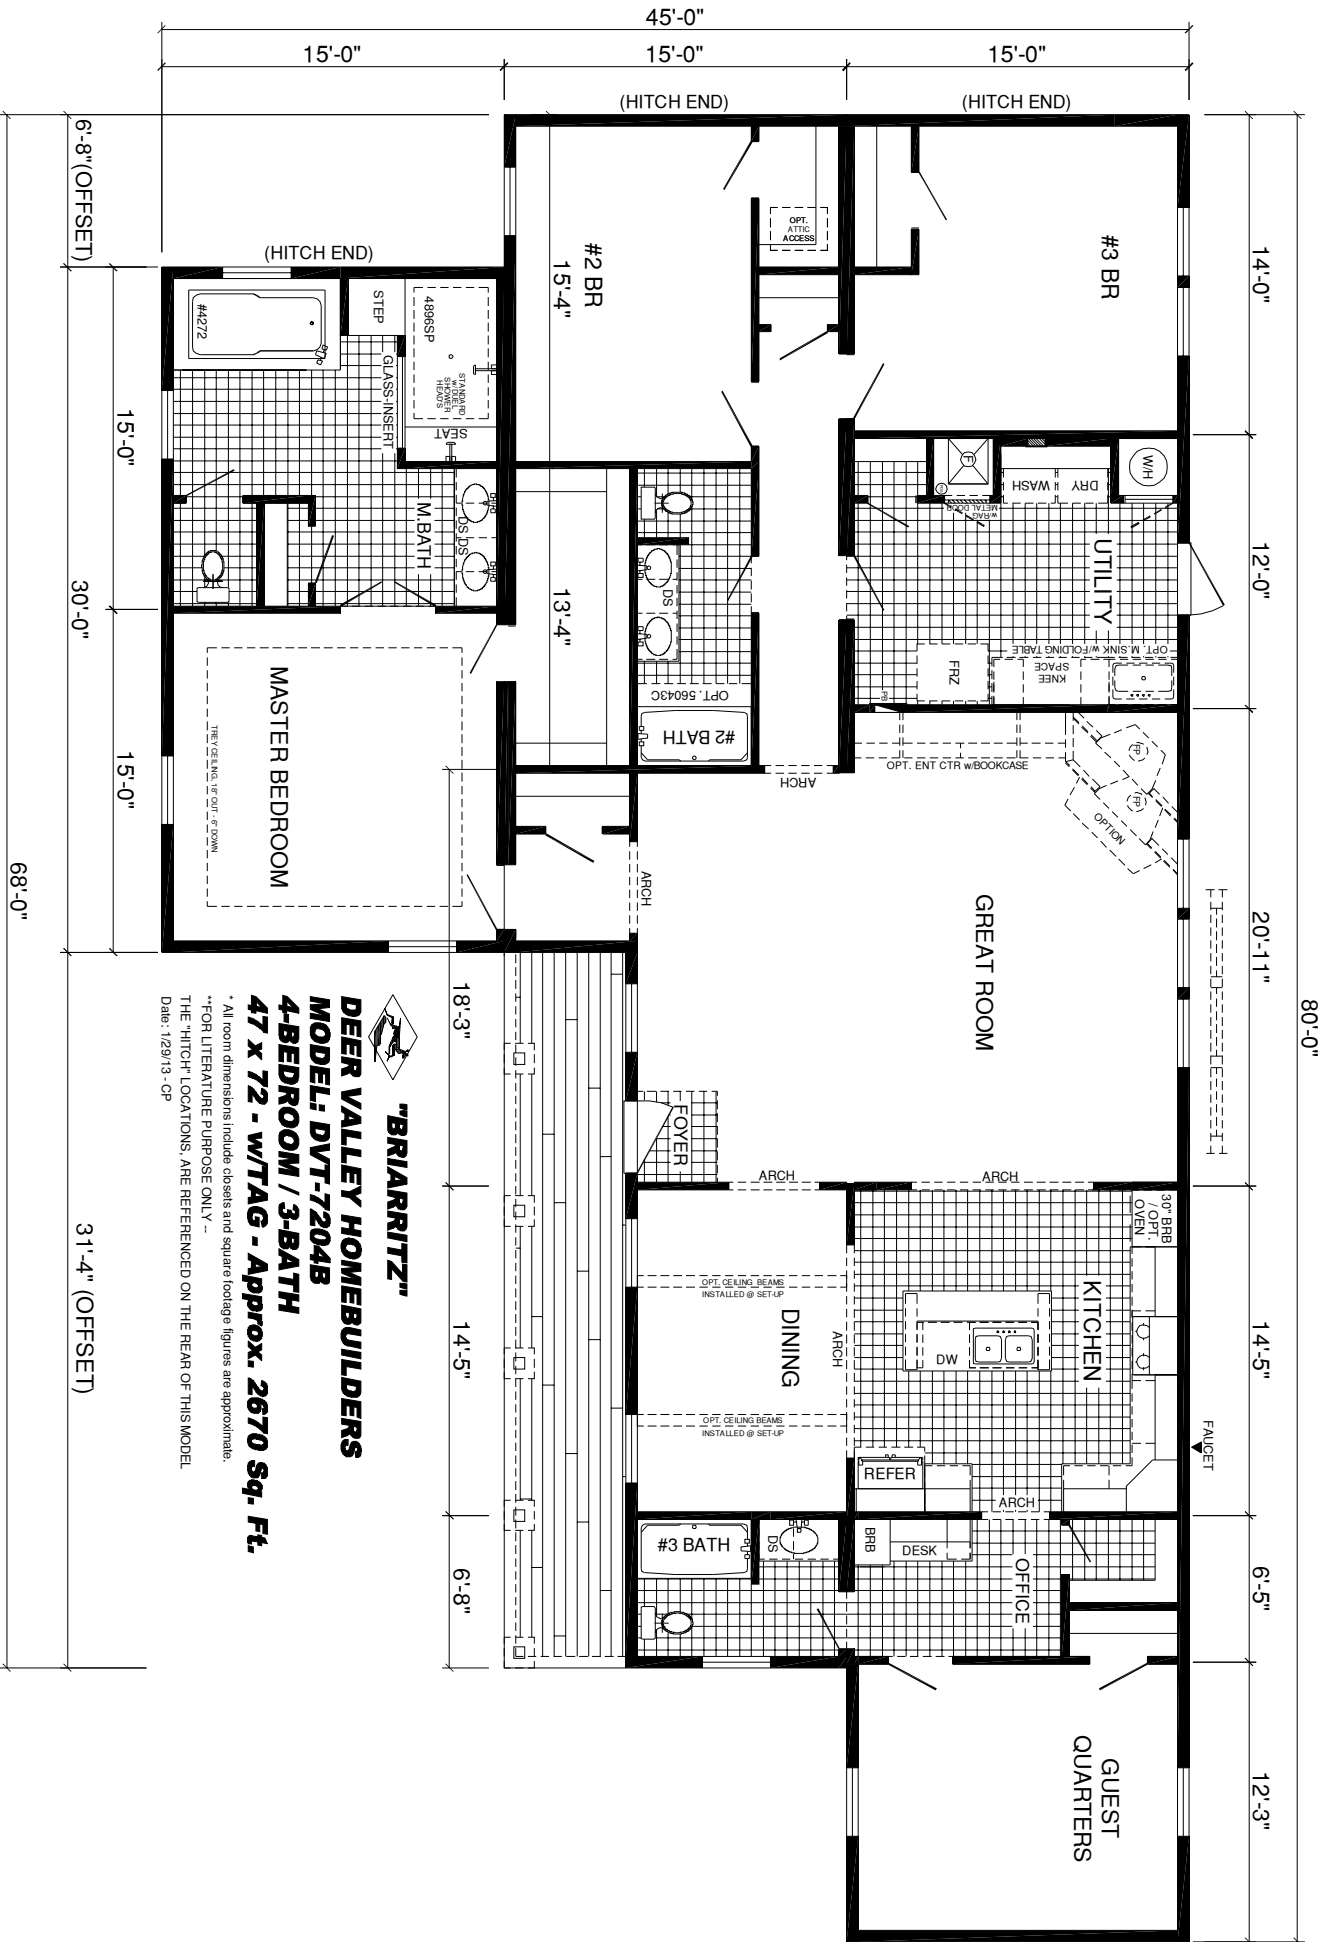 45'-0"
15'-0"
15'-0"
15'-0"
(HITCH END)
(HITCH END)
(HITCH END)
6'-8"(OFFSET)
15'-0"
15'-0"
30'-0"
68'-0"
31'-4" (OFFSET)
14'-0"
12'-0"
20'-11"
14'-5"
6'-5"
12'-3"
80'-0"
#3 BR
#2 BR
15'-4"
OPT.
ATTIC
ACCESS
#4272
STEP
4896SP
STANDARD
w/DUEL
SHOWER
HEADS
SEAT
GLASS-INSERT
M.BATH
DS
DS
13'-4"
DS
OPT. 56043C
#2 BATH
W/H
DRY
WASH
F
w/RAG
METAL DOOR
UTILITY
OPT. M.SINK w/FOLDING TABLE
KNEE
SPACE
FRZ
PB
OPT. ENT CTR w/BOOKCASE
FP
FP
OPTION
ARCH
ARCH
MASTER BEDROOM
TREY CEILING, 18" OUT - 6" DOWN
GREAT ROOM
FOYER
ARCH
ARCH
30" BRB
/ OPT.
OVEN
KITCHEN
DW
OPT. CEILING BEAMS
INSTALLED @ SET-UP
DINING
ARCH
OPT. CEILING BEAMS
INSTALLED @ SET-UP
REFER
ARCH
FAUCET
#3 BATH
DS
BRB
DESK
OFFICE
GUEST
QUARTERS
18'-3"
14'-5"
6'-8"
"BRIARRITZ"
DEER VALLEY HOMEBUILDERS
MODEL: DVT-7204B
4-BEDROOM / 3-BATH
47 x 72 - w/TAG - Approx. 2670 Sq. Ft.
* All room dimensions include closets and square footage figures are approximate.
**FOR LITERATURE PURPOSE ONLY --
THE "HITCH" LOCATIONS, ARE REFERENCED ON THE REAR OF THIS MODEL
Date: 1/29/13 - CP